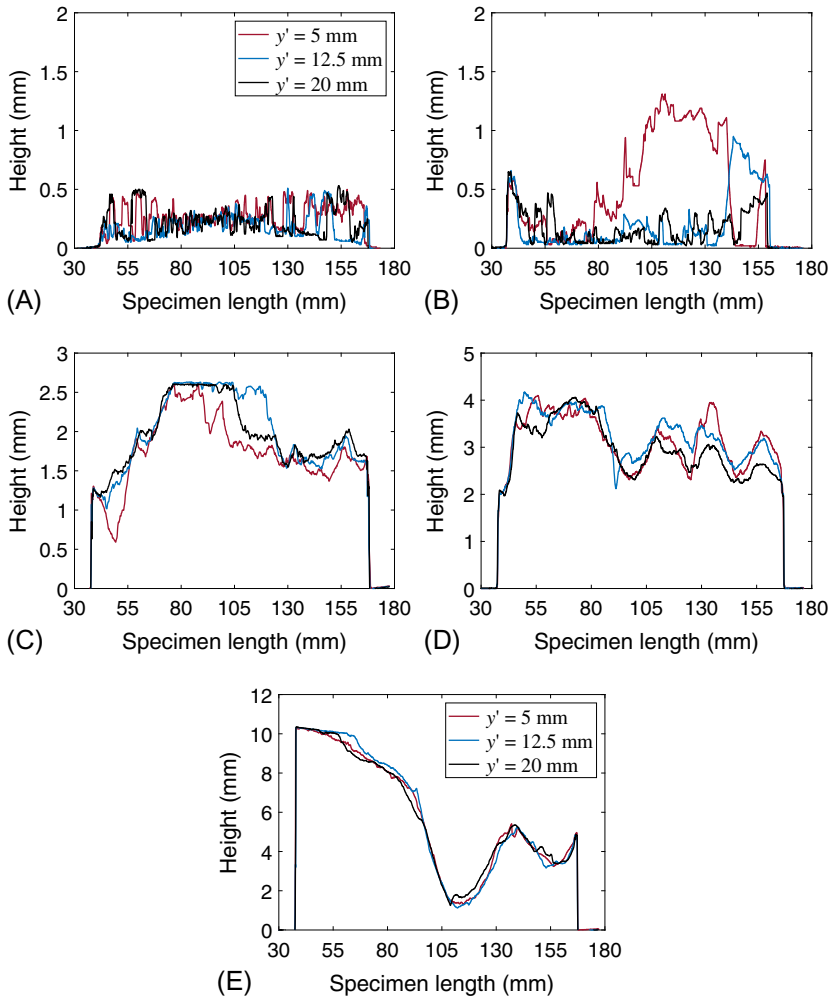 2
1.5
1
0.5
0
Height (mm)
y' = 5 mm
y' = 12.5 mm
y' = 20 mm
30 55 80 105 130 155 180
Specimen length (mm)
(A)
2
1.5
1
0.5
0
Height (mm)
30 55 80 105 130 155 180
Specimen length (mm)
(B)
3
2.5
2
1.5
1
0.5
0
Height (mm)
30 55 80 105 130 155 180
Specimen length (mm)
(C)
5
4
3
2
1
0
Height (mm)
30 55 80 105 130 155 180
Specimen length (mm)
(D)
12
10
8
6
4
2
0
Height (mm)
y' = 5 mm
y' = 12.5 mm
y' = 20 mm
30 55 80 105 130 155 180
Specimen length (mm)
(E)